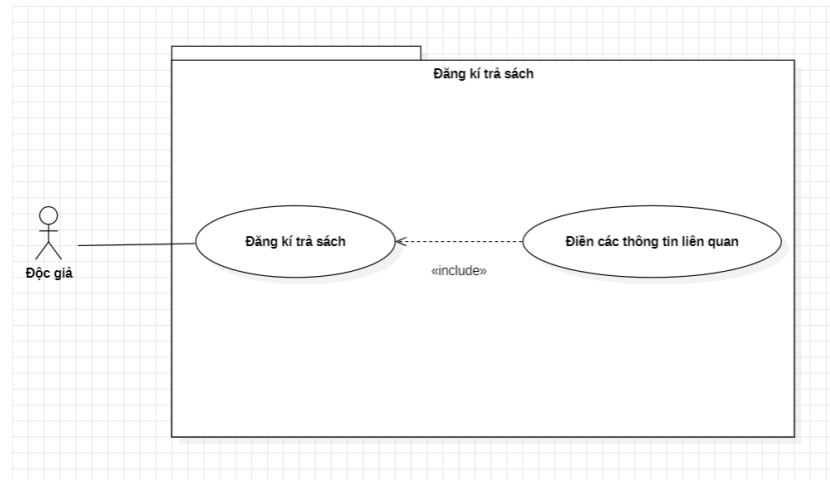 Đăng kí trả sách
Đăng kí trả sách
Điền các thông tin liên quan
«include»
Độc giả